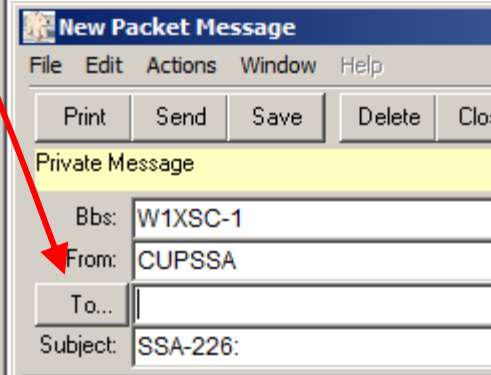 New Packet Message
File Edit Actions Window Help
Print Send Save Delete
Private Message
Bbs: W1XSC-1
From: CUPSSA
To...
Subject: SSA-226: